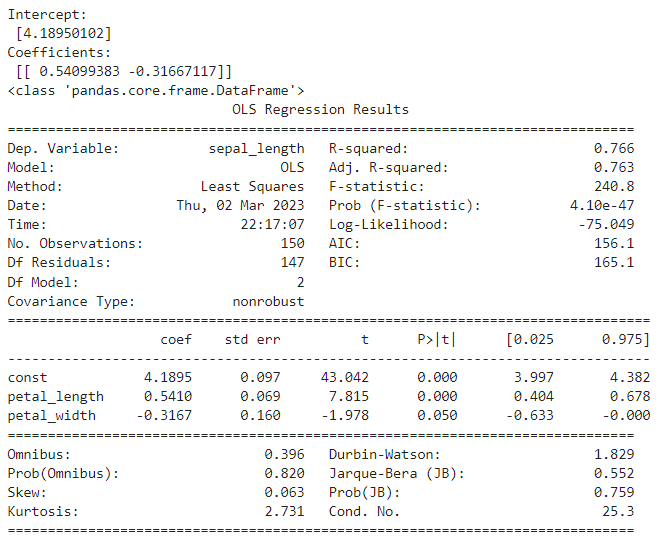 Intercept:
 [4.18950102]
Coefficients:
 [[ 0.54099383 -0.31667117]]
<class 'pandas.core.frame.DataFrame'>
                            OLS Regression Results
==============================================================================
Dep. Variable:           sepal_length   R-squared:                       0.766
Model:                            OLS   Adj. R-squared:                  0.763
Method:                 Least Squares   F-statistic:                     240.8
Date:                Thu, 02 Mar 2023   Prob (F-statistic):           4.10e-47
Time:                        22:17:07   Log-Likelihood:                -75.049
No. Observations:                 150   AIC:                             156.1
Df Residuals:                     147   BIC:                             165.1
Df Model:                           2
Covariance Type:            nonrobust
================================================================================
                   coef    std err          t      P>|t|      [0.025      0.975]
--------------------------------------------------------------------------------
const            4.1895      0.097     43.042      0.000       3.997       4.382
petal_length     0.5410      0.069      7.815      0.000       0.404       0.678
petal_width     -0.3167      0.160     -1.978      0.050      -0.633      -0.000
==============================================================================
Omnibus:                        0.396   Durbin-Watson:                   1.829
Prob(Omnibus):                  0.820   Jarque-Bera (JB):                0.552
Skew:                           0.063   Prob(JB):                        0.759
Kurtosis:                       2.731   Cond. No.                         25.3
==============================================================================